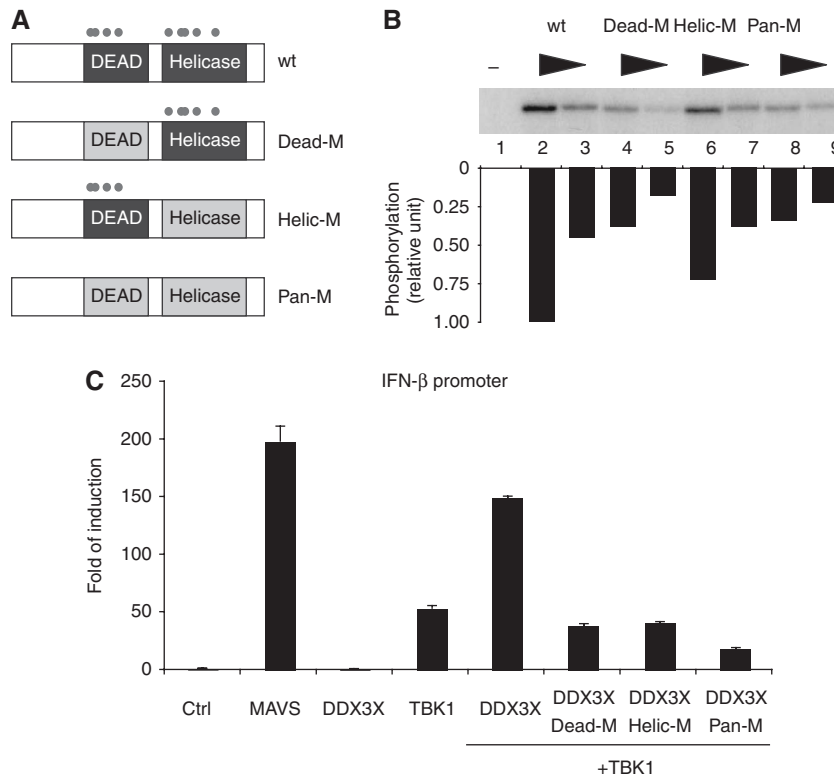 A
DEAD Helicase wt
DEAD Helicase Dead-M
DEAD Helicase Helic-M
DEAD Helicase Pan-M
B
wt Dead-M Helic-M Pan-M
–
1 2 3 4 5 6 7 8 9
Phosphorylation
(relative unit)
0
0.25
0.75
1.00
C
IFN-β promoter
Fold of induction
250
200
150
100
50
0
Ctrl MAVS DDX3X TBK1 DDX3X DDX3X DDX3X DDX3X
Dead-M Helic-M Pan-M
+TBK1